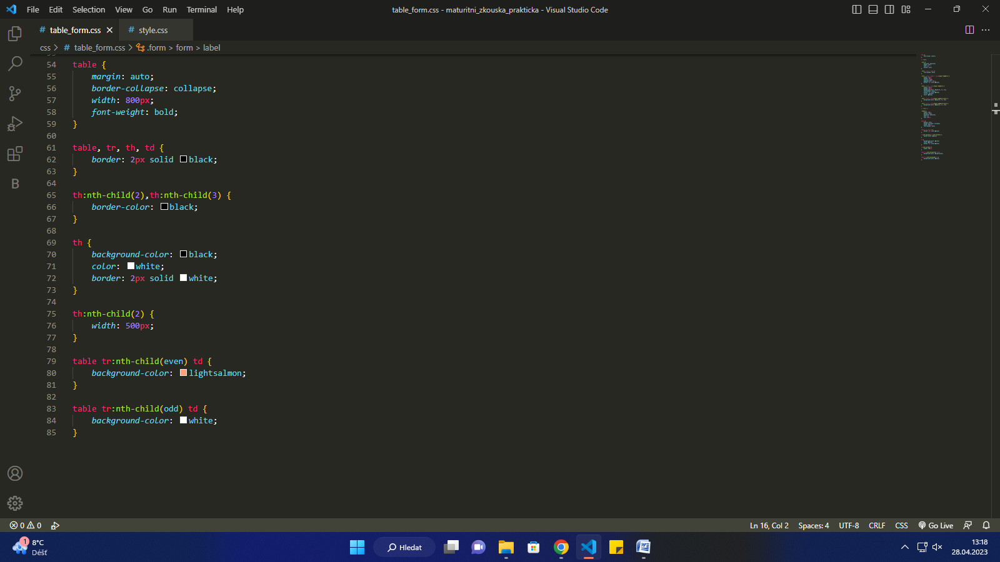 File Edit Selection View Go Run Terminal Help
table_form.css - maturitni_zkouska_prakticka - Visual Studio Code
# table_form.css
# style.css
css > # table_form.css > .form > form > label
54 table {
55 margin: auto;
56 border-collapse: collapse;
57 width: 800px;
58 font-weight: bold;
59 }
60
61 table, tr, th, td {
62 border: 2px solid black;
63 }
64
65 th:nth-child(2),th:nth-child(3) {
66 border-color: black;
67 }
68
69 th {
70 background-color: black;
71 color: white;
72 border: 2px solid white;
73 }
74
75 th:nth-child(2) {
76 width: 500px;
77 }
78
79 table tr:nth-child(even) td {
80 background-color: lightsalmon;
81 }
82
83 table tr:nth-child(odd) td {
84 background-color: white;
85 }
B
0 0
Ln 16, Col 2 Spaces: 4 UTF-8 CRLF CSS Go Live
1
8°C
Déšť
Hledat
13:18
28.04.2023